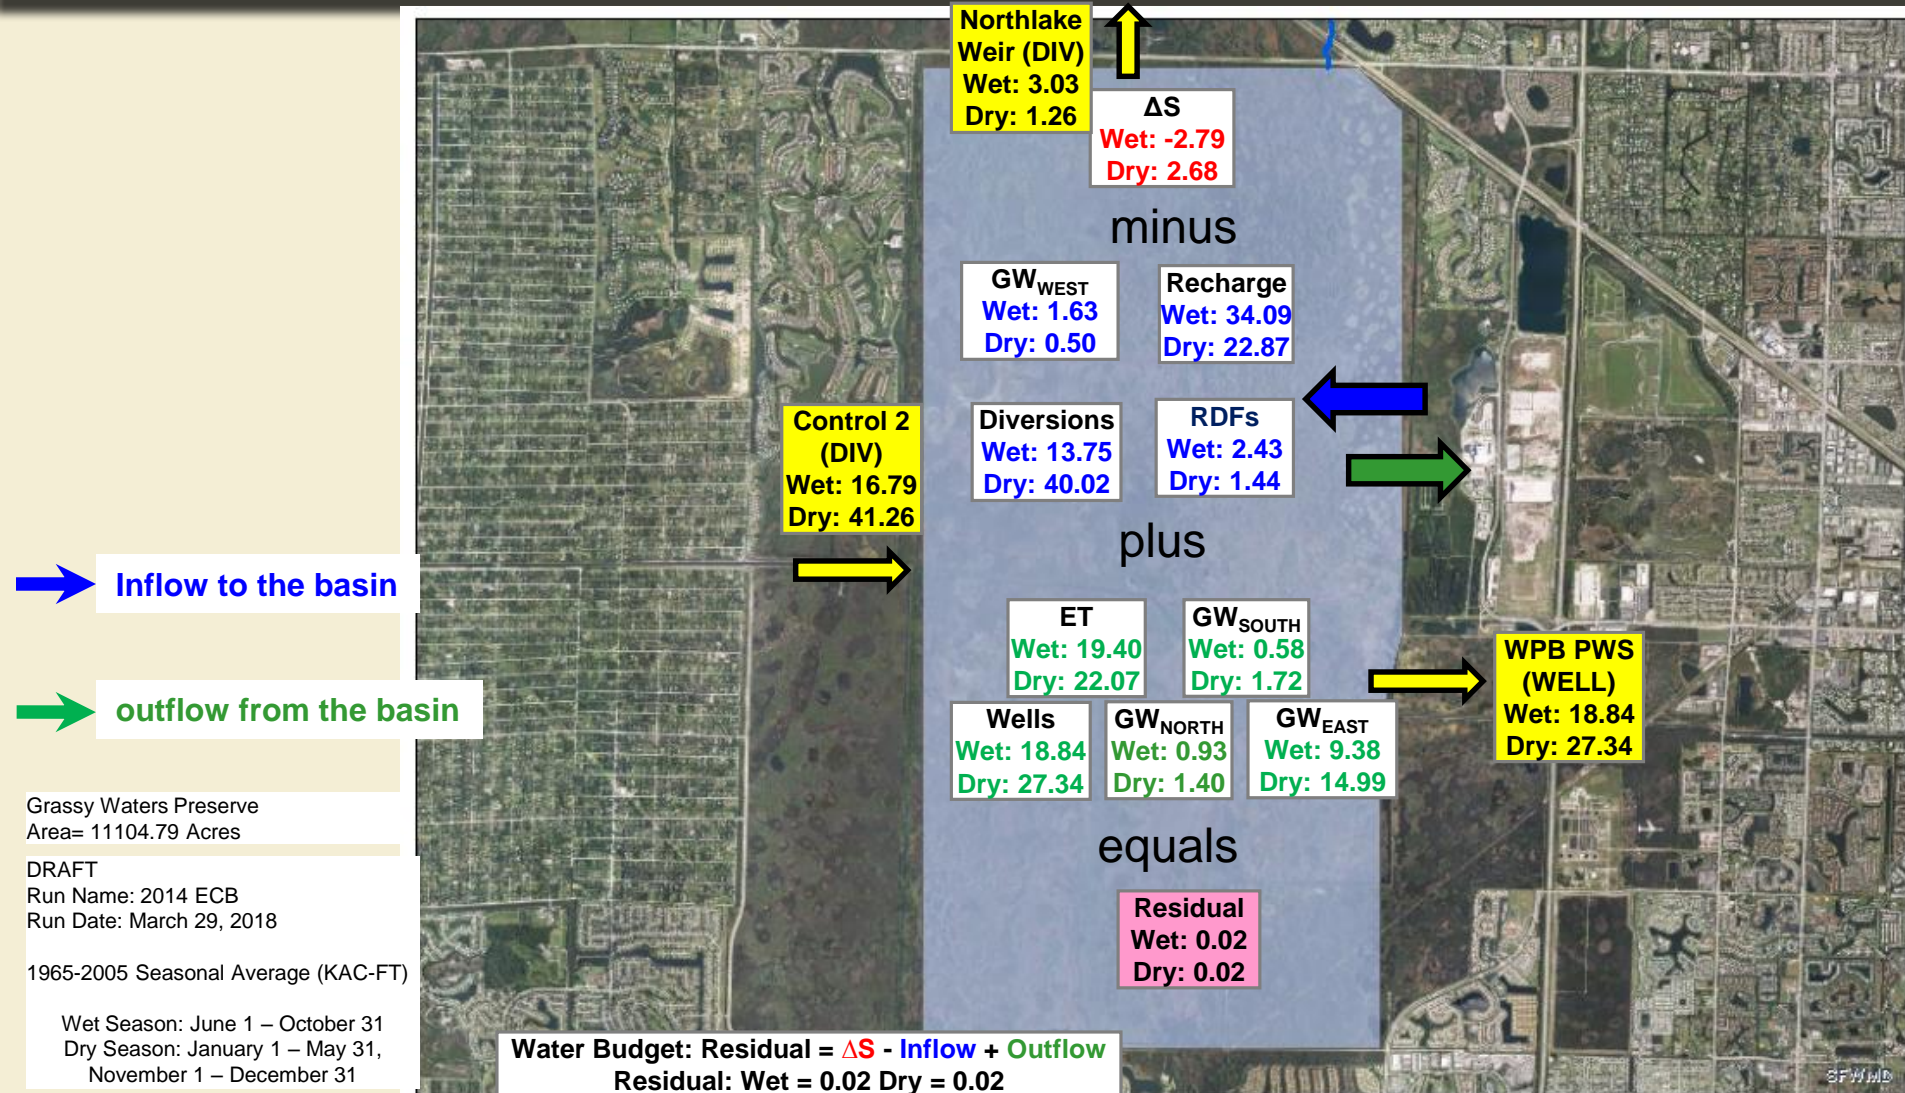 Northlake
Weir (DIV)
Wet: 3.03
Dry: 1.26
ΔS
Wet: -2.79
Dry: 2.68
minus
GWWEST
Wet: 1.63
Dry: 0.50
Recharge
Wet: 34.09
Dry: 22.87
Control 2
(DIV)
Wet: 16.79
Dry: 41.26
Diversions
Wet: 13.75
Dry: 40.02
RDFs
Wet: 2.43
Dry: 1.44
plus
Inflow to the basin
outflow from the basin
ET
Wet: 19.40
Dry: 22.07
GWSOUTH
Wet: 0.58
Dry: 1.72
WPB PWS
(WELL)
Wet: 18.84
Dry: 27.34
Wells
Wet: 18.84
Dry: 27.34
GWNORTH
Wet: 0.93
Dry: 1.40
GWEAST
Wet: 9.38
Dry: 14.99
equals
Residual
Wet: 0.02
Dry: 0.02
Grassy Waters Preserve
Area= 11104.79 Acres
DRAFT
Run Name: 2014 ECB
Run Date: March 29, 2018
1965-2005 Seasonal Average (KAC-FT)
Wet Season: June 1 – October 31
Dry Season: January 1 – May 31,
November 1 – December 31
Water Budget: Residual = ΔS - Inflow + Outflow
Residual: Wet = 0.02 Dry = 0.02
SFWMD